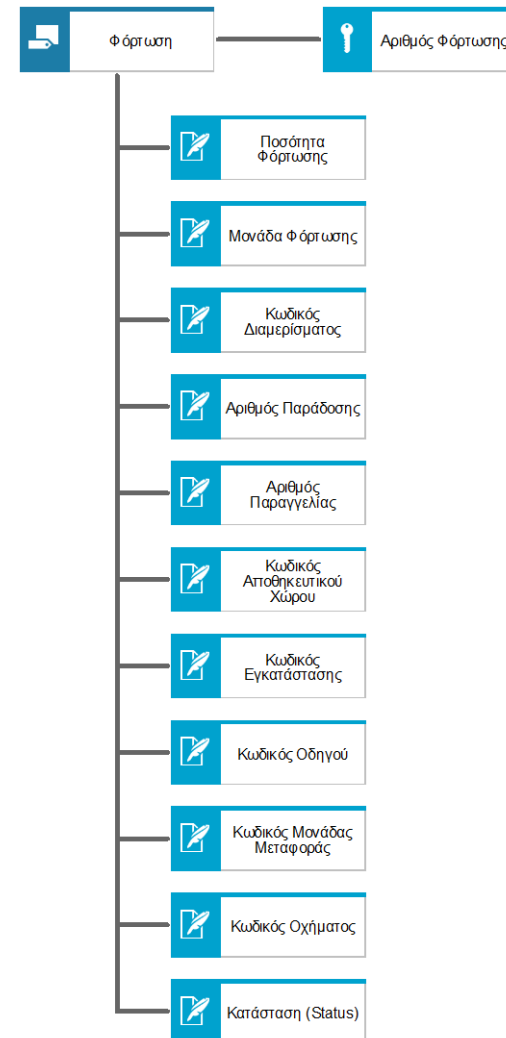 Φόρτωση
Αριθμός Φόρτωσης
Ποσότητα
Φόρτωσης
Μονάδα Φόρτωσης
Κωδικός
Διαμερίσματος
Αριθμός Παράδοσης
Αριθμός
Παραγγελίας
Κωδικός
Αποθηκευτικού
Χώρου
Κωδικός
Εγκατάστασης
Κωδικός Οδηγού
Κωδικός Μονάδας
Μεταφοράς
Κωδικός Οχήματος
Κατάσταση (Status)